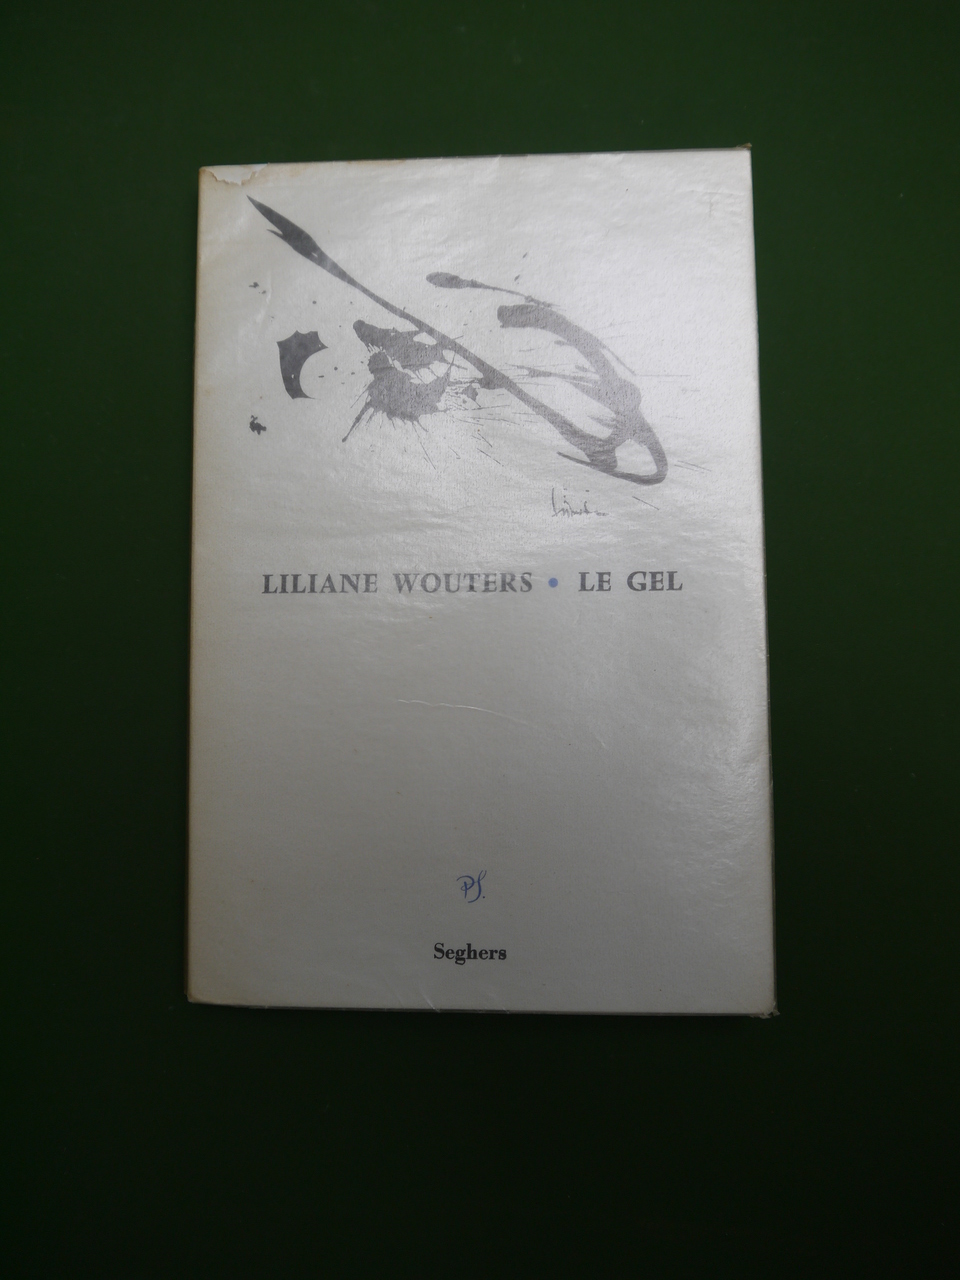 LILIANE WOUTERS • LE GEL
PS.
Seghers